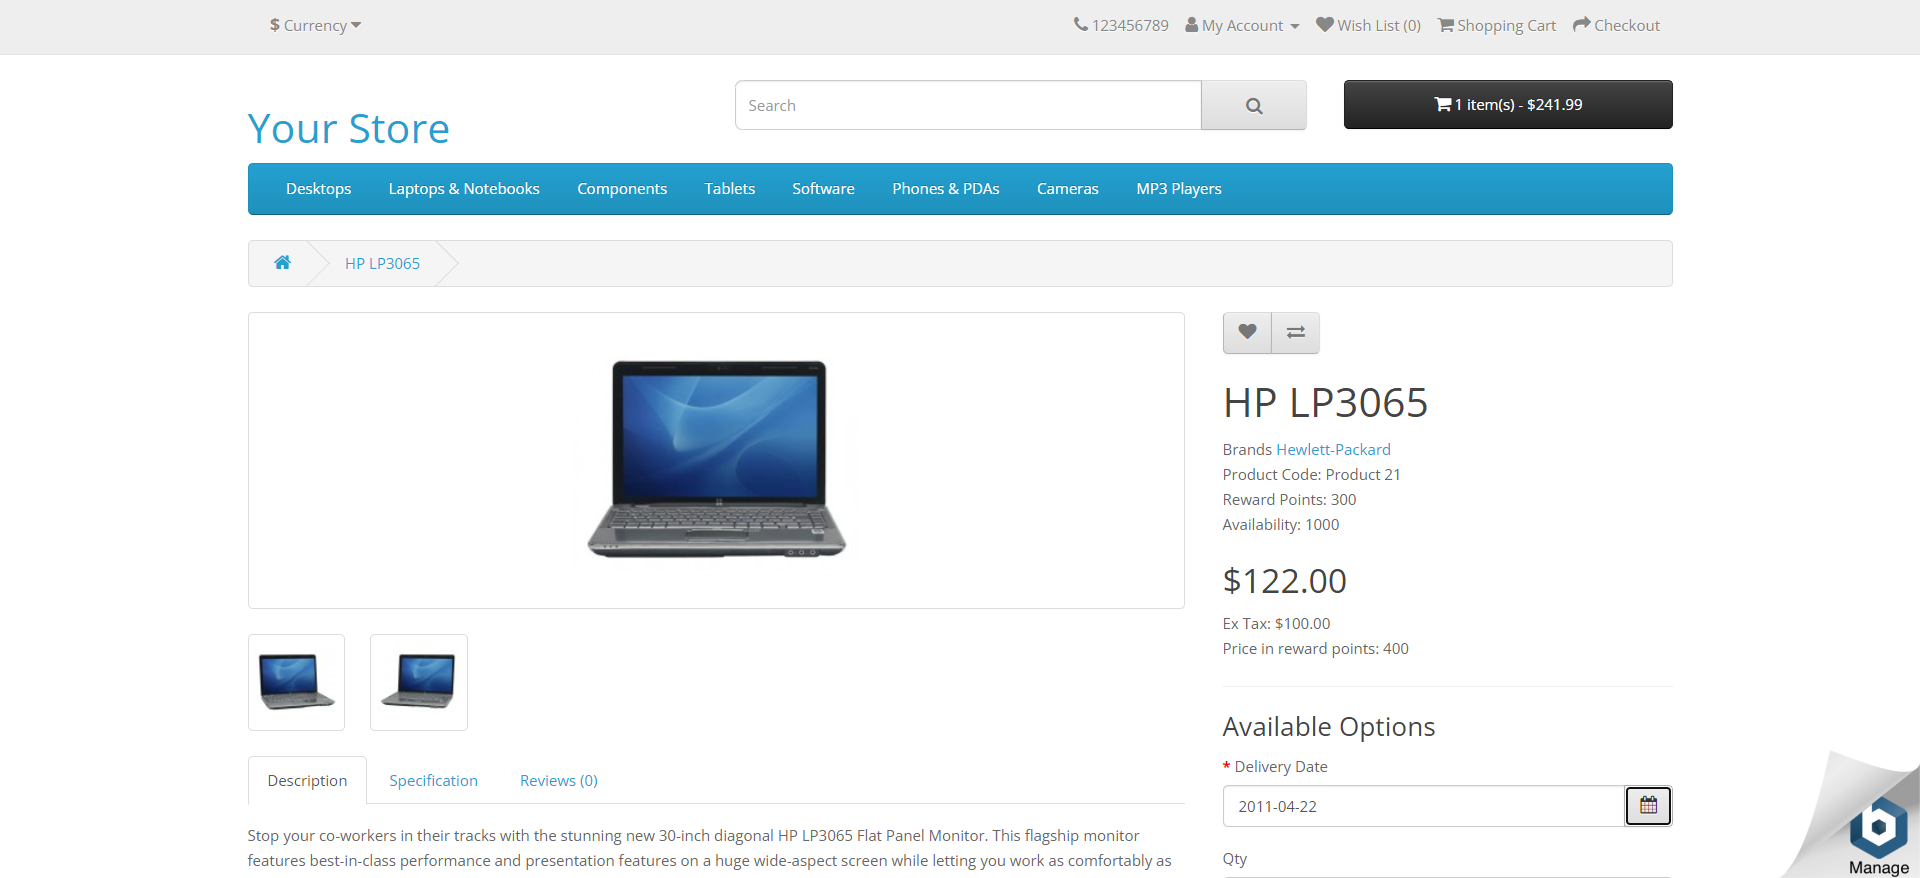 $ Currency
123456789 My Account Wish List (0) Shopping Cart Checkout
Your Store
Search
1 item(s) - $241.99
Desktops Laptops & Notebooks Components Tablets Software Phones & PDAs Cameras MP3 Players
HP LP3065
HP LP3065
Brands Hewlett-Packard
Product Code: Product 21
Reward Points: 300
Availability: 1000
$122.00
Ex Tax: $100.00
Price in reward points: 400
Available Options
* Delivery Date
2011-04-22
Qty
Description Specification Reviews (0)
Stop your co-workers in their tracks with the stunning new 30-inch diagonal HP LP3065 Flat Panel Monitor. This flagship monitor
features best-in-class performance and presentation features on a huge wide-aspect screen while letting you work as comfortably as
b
Manage